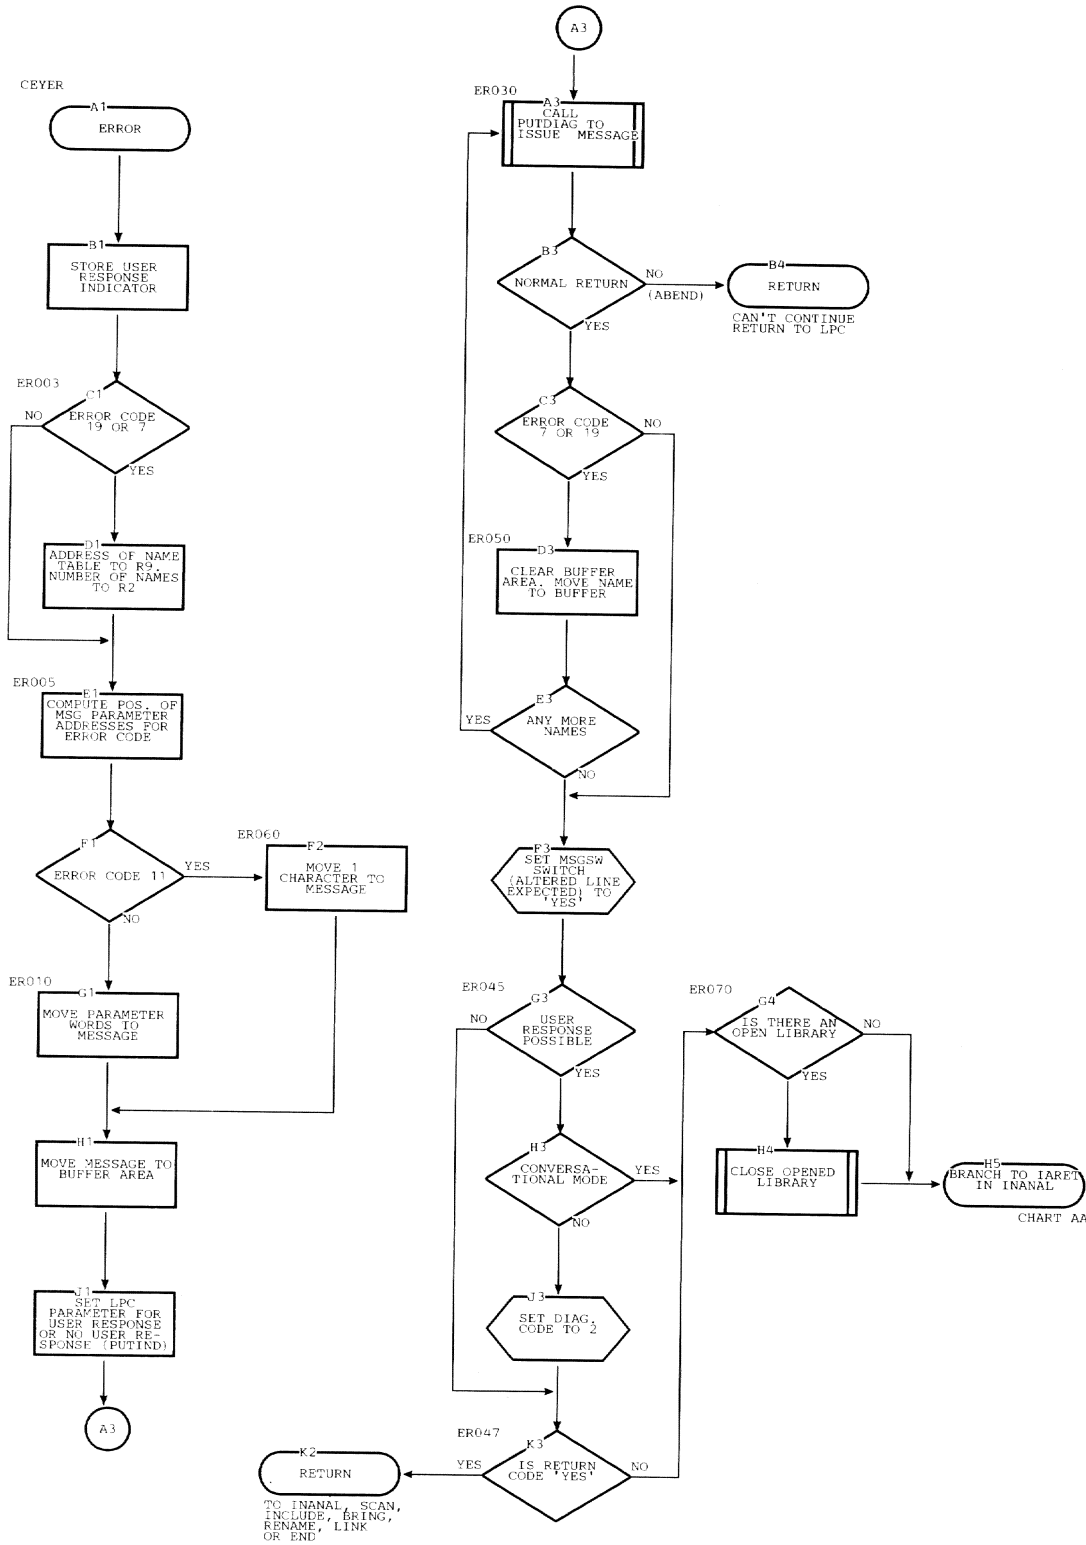 CEYER
A1
ERROR
B1
STORE USER
RESPONSE
INDICATOR
ER003
C1
ERROR CODE
19 OR 7
NO
YES
D1
ADDRESS OF NAME
TABLE TO R9.
NUMBER OF NAMES
TO R2
ER005
E1
COMPUTE POS. OF
MSG PARAMETER
ADDRESSES FOR
ERROR CODE
F1
ERROR CODE 11
YES
NO
ER060
F2
MOVE 1
CHARACTER TO
MESSAGE
ER010
G1
MOVE PARAMETER
WORDS TO
MESSAGE
H1
MOVE MESSAGE TO
BUFFER AREA
J1
SET LPC
PARAMETER FOR
USER RESPONSE
OR NO USER RE-
SPONSE (PUTIND)
A3
A3
ER030
A3
CALL
PUTDIAG TO
ISSUE MESSAGE
B3
NORMAL RETURN
NO
(ABEND)
YES
B4
RETURN
CAN'T CONTINUE
RETURN TO LPC
C3
ERROR CODE
7 OR 19
NO
YES
ER050
D3
CLEAR BUFFER
AREA. MOVE NAME
TO BUFFER
E3
ANY MORE
NAMES
YES
NO
F3
SET MSGSW
SWITCH
(ALTERED LINE
EXPECTED) TO
'YES'
ER045
G3
USER
RESPONSE
POSSIBLE
NO
YES
H3
CONVERSA-
TIONAL MODE
YES
NO
J3
SET DIAG.
CODE TO 2
ER047
K3
IS RETURN
CODE 'YES'
YES
NO
K2
RETURN
TO INANAL, SCAN,
INCLUDE, BRING,
RENAME, LINK
OR END
ER070
G4
IS THERE AN
OPEN LIBRARY
NO
YES
H4
CLOSE OPENED
LIBRARY
H5
BRANCH TO IARET
IN INANAL
CHART AA